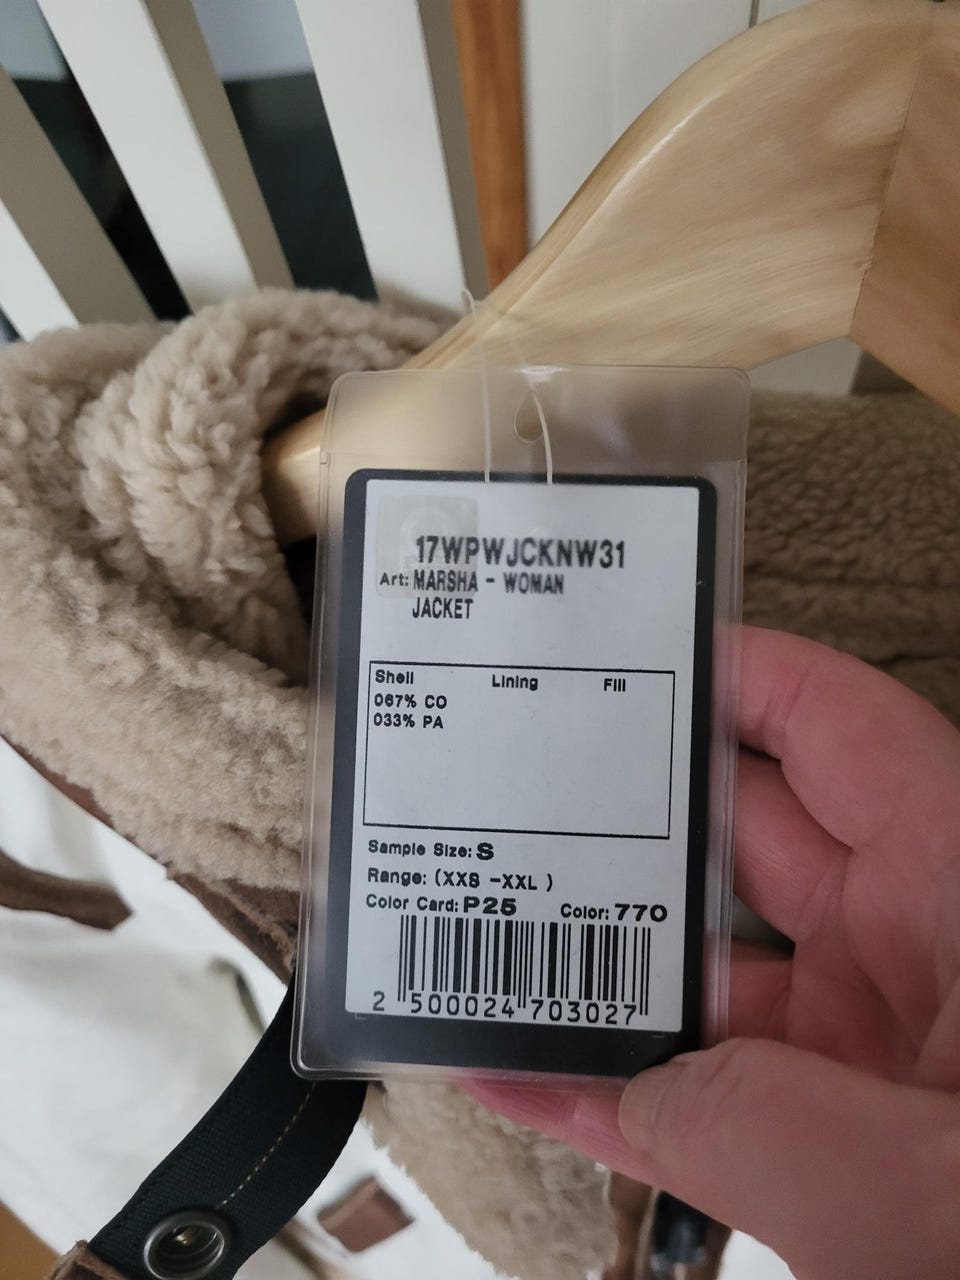 17WPWJCKNW31
Art: MARSHA - WOMAN
JACKET
Shell Lining Fill
067% CO
033% PA
Sample Size: S
Range: (XXS -XXL )
Color Card: P25 Color: 770
2 500024 703027